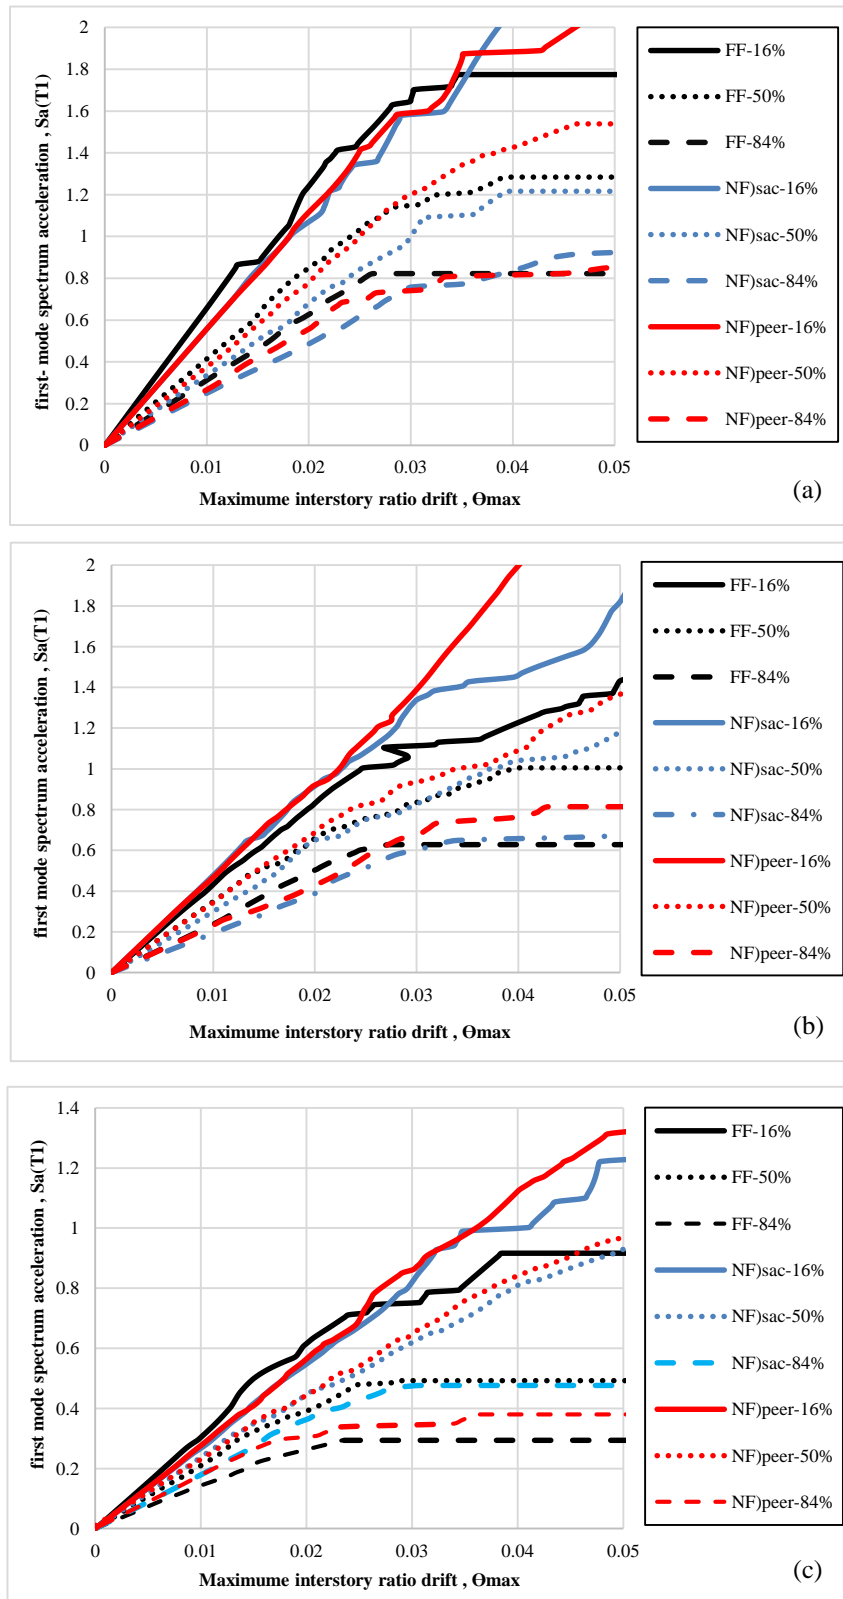 2
1.8
1.6
1.4
1.2
1
0.8
0.6
0.4
0.2
0
first- mode spectrum acceleration , Sa(T1)
0 0.01 0.02 0.03 0.04 0.05
Maximume interstory ratio drift , Ɵmax
FF-16%
FF-50%
FF-84%
NF)sac-16%
NF)sac-50%
NF)sac-84%
NF)peer-16%
NF)peer-50%
NF)peer-84%
(a)
2
1.8
1.6
1.4
1.2
1
0.8
0.6
0.4
0.2
0
first mode spectrum acceleration , Sa(T1)
0 0.01 0.02 0.03 0.04 0.05
Maximume interstory ratio drift , Ɵmax
FF-16%
FF-50%
FF-84%
NF)sac-16%
NF)sac-50%
NF)sac-84%
NF)peer-16%
NF)peer-50%
NF)peer-84%
(b)
1.4
1.2
1
0.8
0.6
0.4
0.2
0
first mode spectrum acceleration , Sa(T1)
0 0.01 0.02 0.03 0.04 0.05
Maximume interstory ratio drift , Ɵmax
FF-16%
FF-50%
FF-84%
NF)sac-16%
NF)sac-50%
NF)sac-84%
NF)peer-16%
NF)peer-50%
NF)peer-84%
(c)